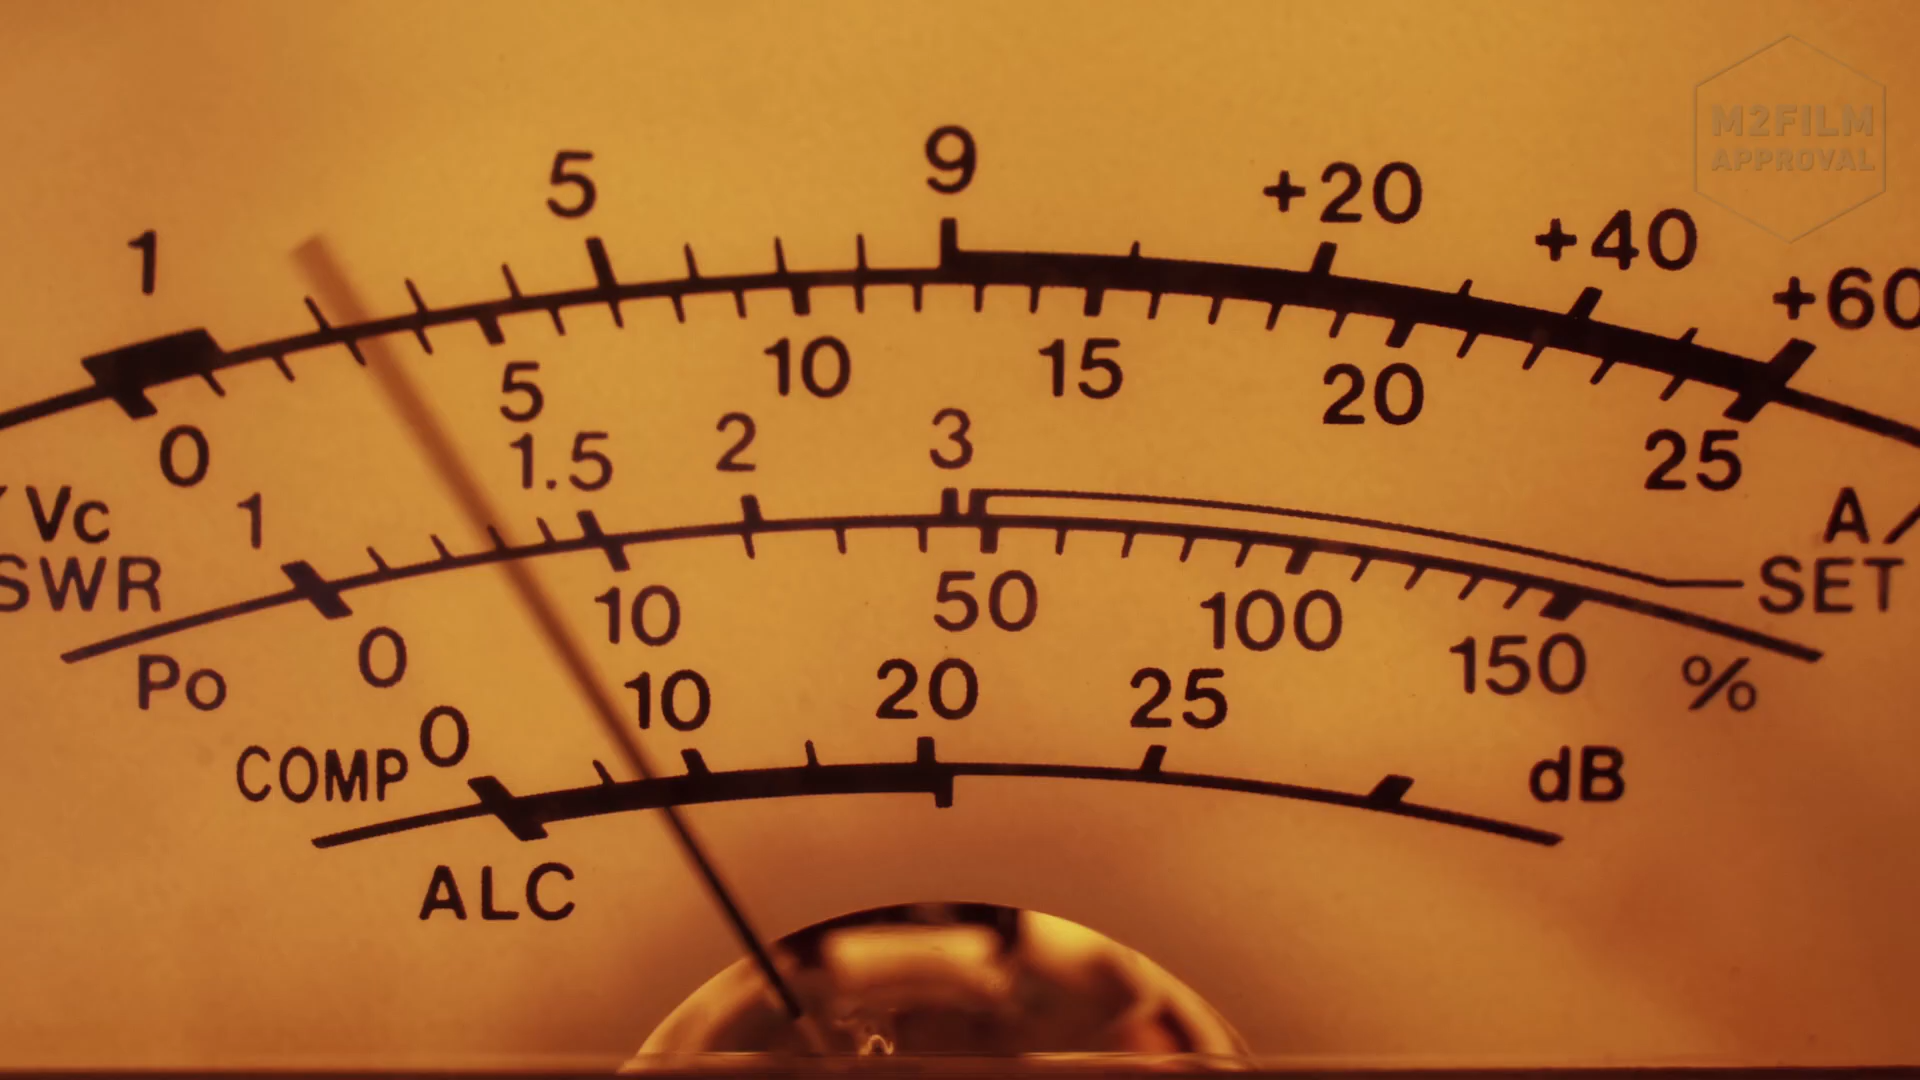 1 5 9 +20 +40 +60
0 5 10 15 20 25
Vc A/
SWR 1 1.5 2 3 SET
Po 0 10 50 100 150 %
COMP 0 10 20 25 dB
ALC
M2FILM
APPROVAL